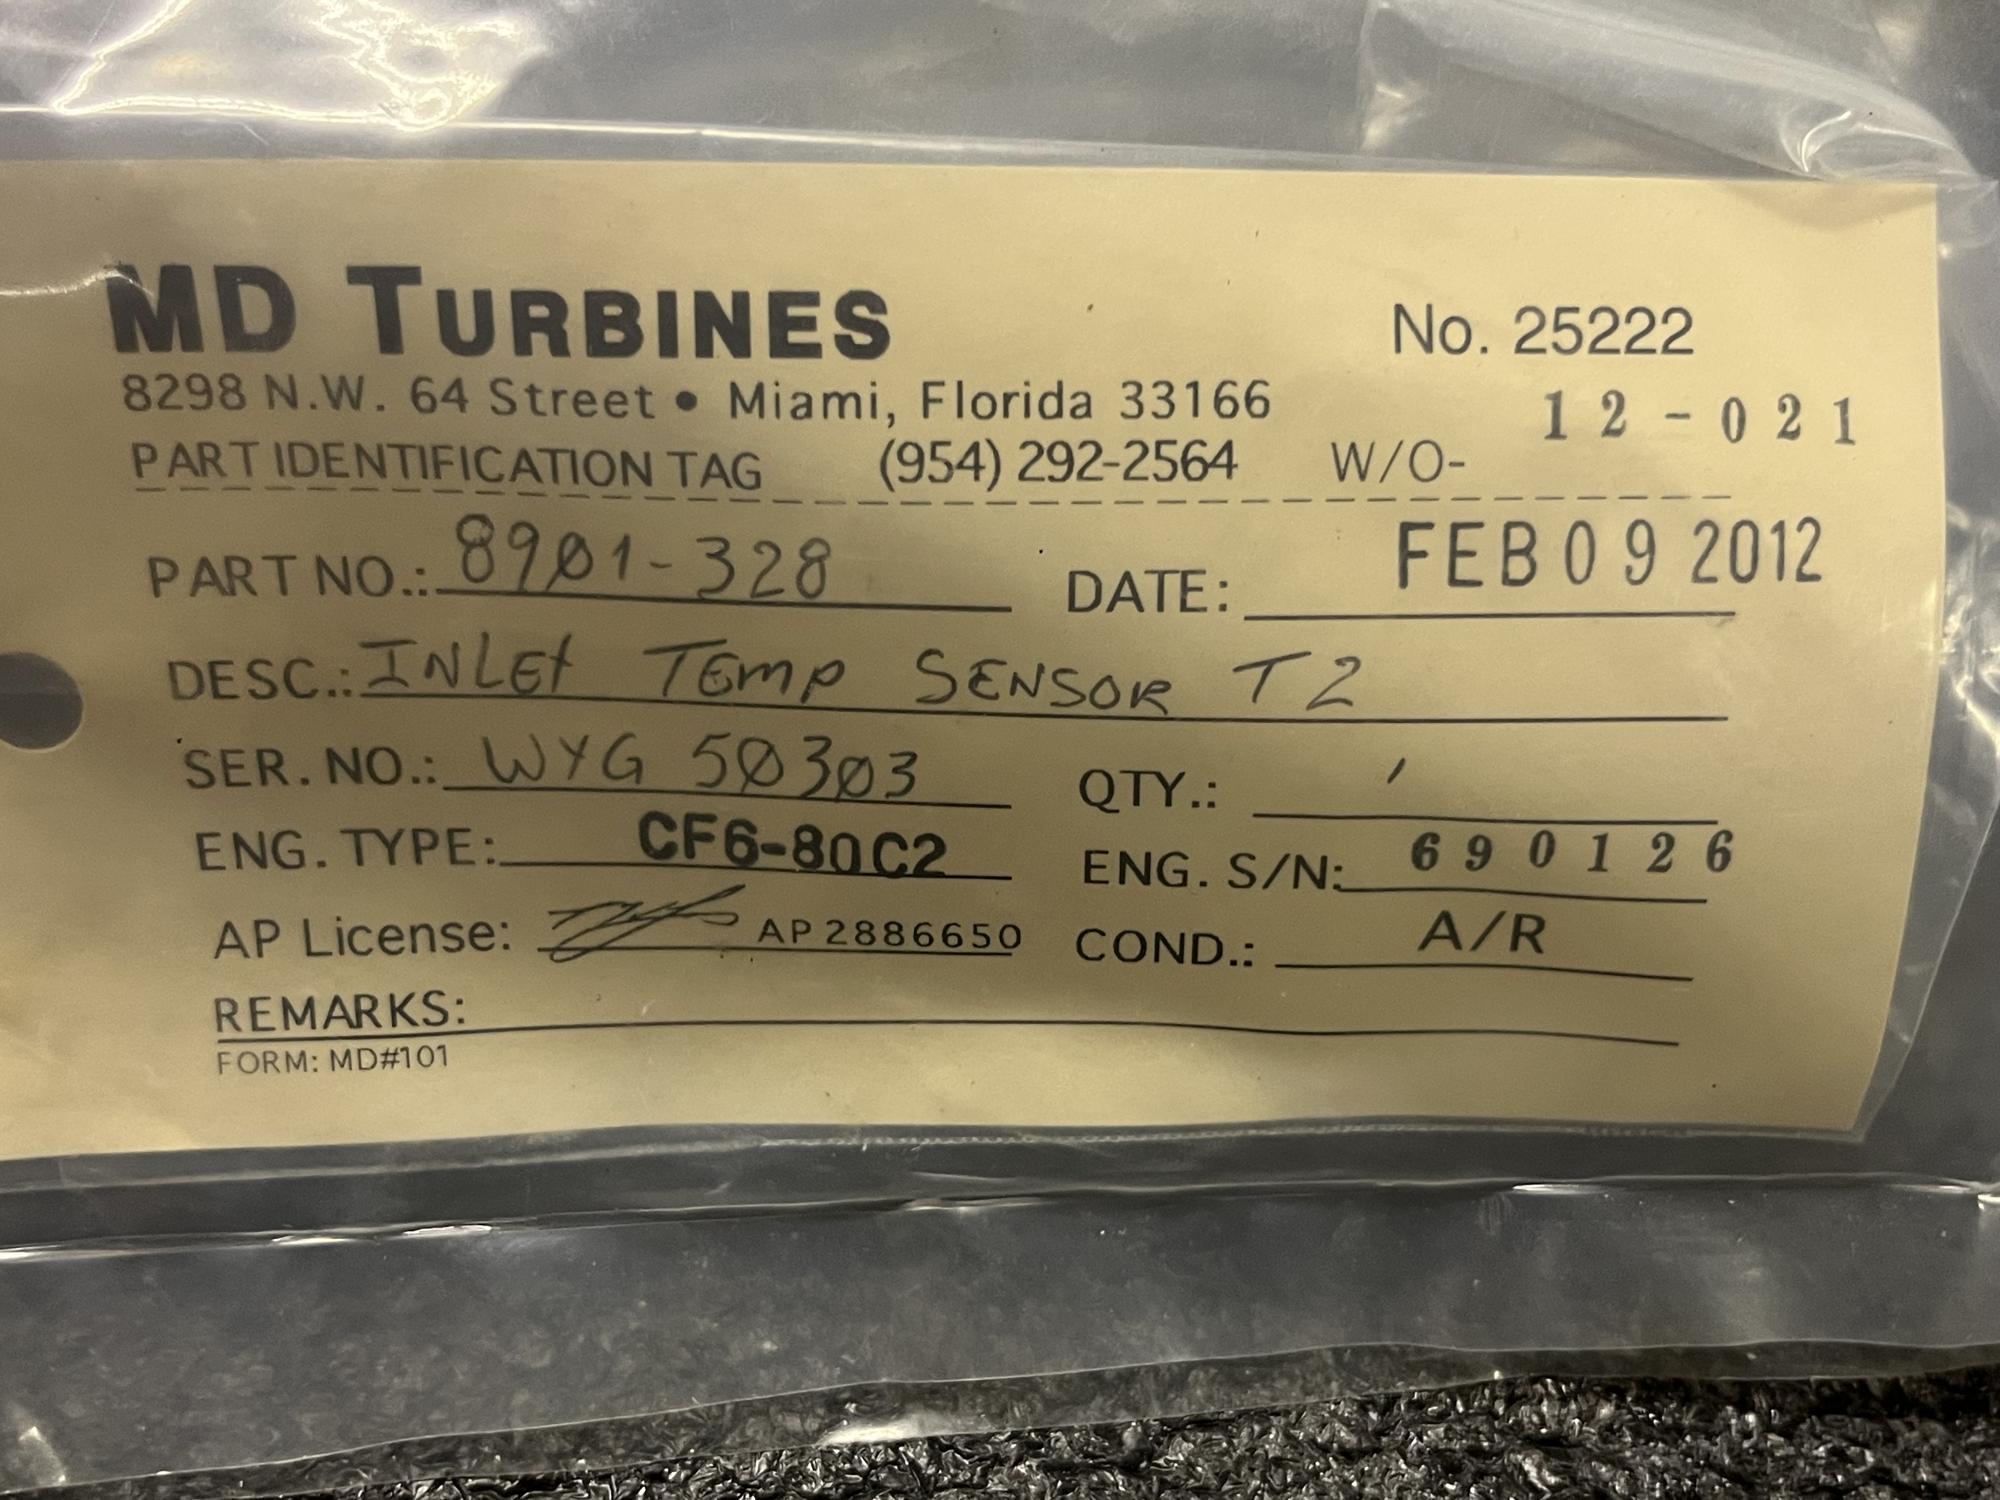 MD TURBINES No. 25222
8298 N.W. 64 Street • Miami, Florida 33166 12-021
PART IDENTIFICATION TAG (954) 292-2564 W/O-
PART NO.: 8901-328 DATE: FEB 09 2012
DESC.: INLEt TEmp SENSOR T2
SER. NO.: WYG 50303 QTY.: 1
ENG. TYPE: CF6-80C2 ENG. S/N: 690126
AP License: AP2886650 COND.: A/R
REMARKS:
FORM: MD#101